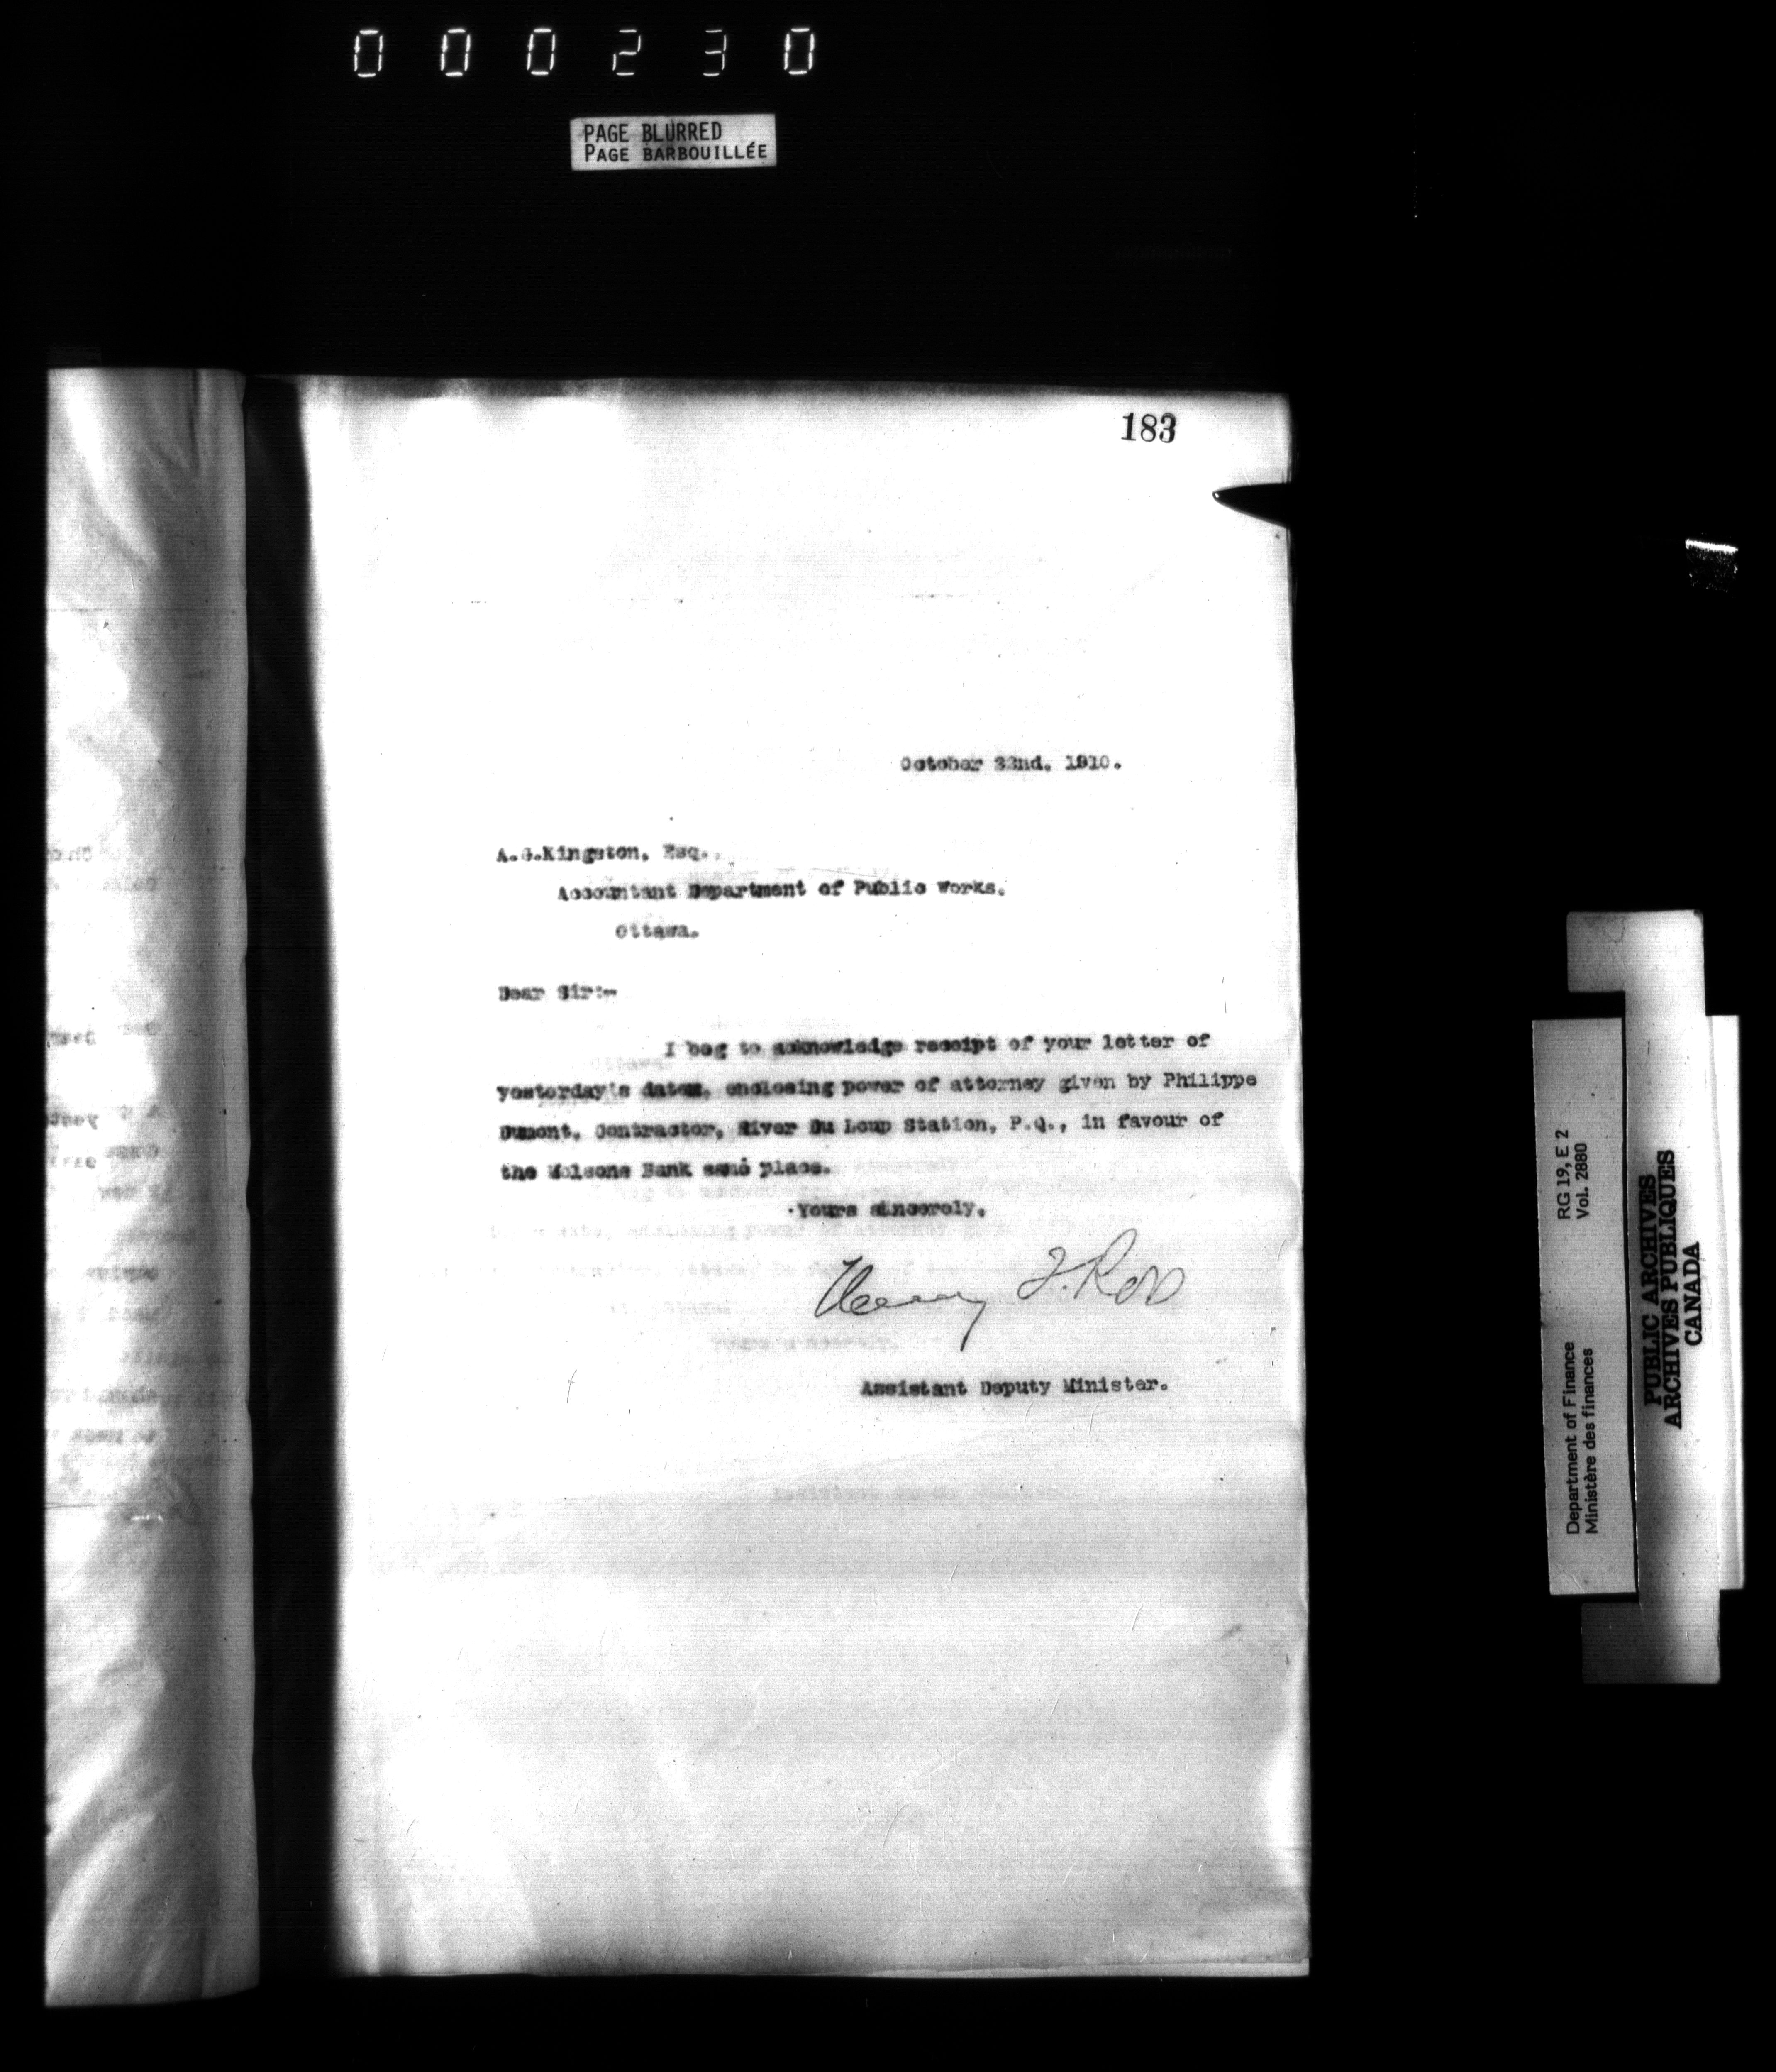 000230
PAGE BLURRED
PAGE BARBOUILLÉE
183
October 22nd. 1910.
A.G.Kingston, Esq.,
Accountant Department of Public Works.
Ottawa.
Dear Sir:-
I beg to acknowledge receipt of your letter of
yesterday's date, enclosing power of attorney given by Philippe
Dumont, Contractor, River Du Loup Station, P.Q., in favour of
the Molsons Bank same place.
Yours sincerely,
Henry T. Ross
Assistant Deputy Minister.
Department of Finance
Ministère des finances
RG 19, E 2
Vol. 2880
PUBLIC ARCHIVES
ARCHIVES PUBLIQUES
CANADA